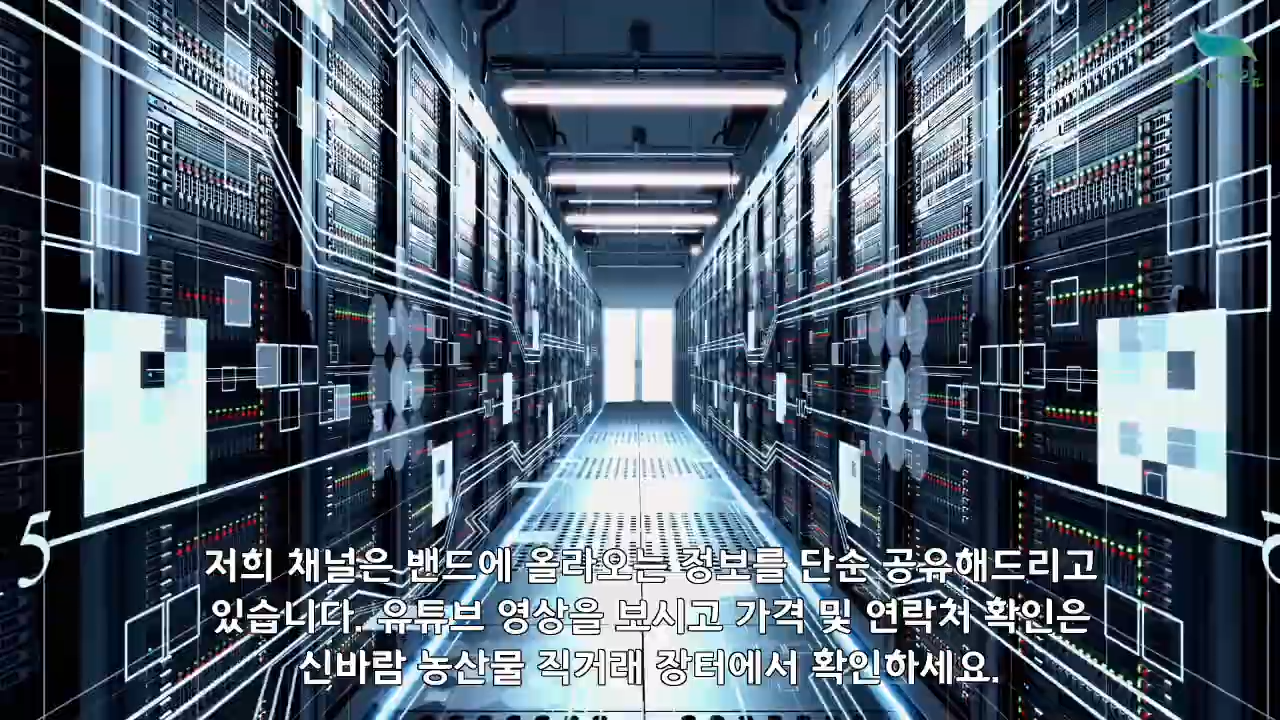 5
저희 채널은 밴드에 올라오는 정보를 단순 공유해드리고
있습니다. 유튜브 영상을 보시고 가격 및 연락처 확인은
신바람 농산물 직거래 장터에서 확인하세요.